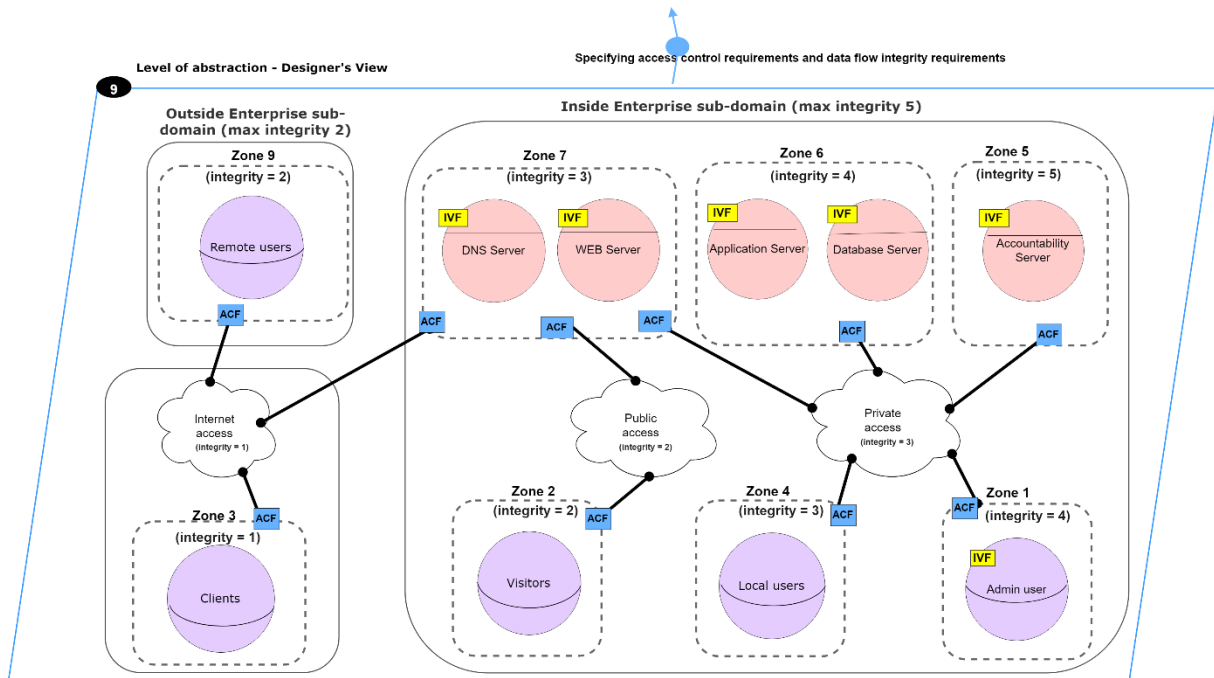 Specifying access control requirements and data flow integrity requirements
Level of abstraction - Designer's View
9
Outside Enterprise sub-
domain (max integrity 2)
Inside Enterprise sub-domain (max integrity 5)
Zone 9
(integrity = 2)
Remote users
ACF
Zone 7
(integrity = 3)
IVF
DNS Server
IVF
WEB Server
ACF
ACF
ACF
Zone 6
(integrity = 4)
IVF
Application Server
IVF
Database Server
ACF
Zone 5
(integrity = 5)
IVF
Accountability
Server
ACF
Internet
access
(integrity = 1)
Public
access
(integrity = 2)
Private
access
(integrity = 3)
Zone 3
(integrity = 1)
ACF
Clients
Zone 2
(integrity = 2)
ACF
Visitors
Zone 4
(integrity = 3)
ACF
Local users
Zone 1
(integrity = 4)
ACF
IVF
Admin user